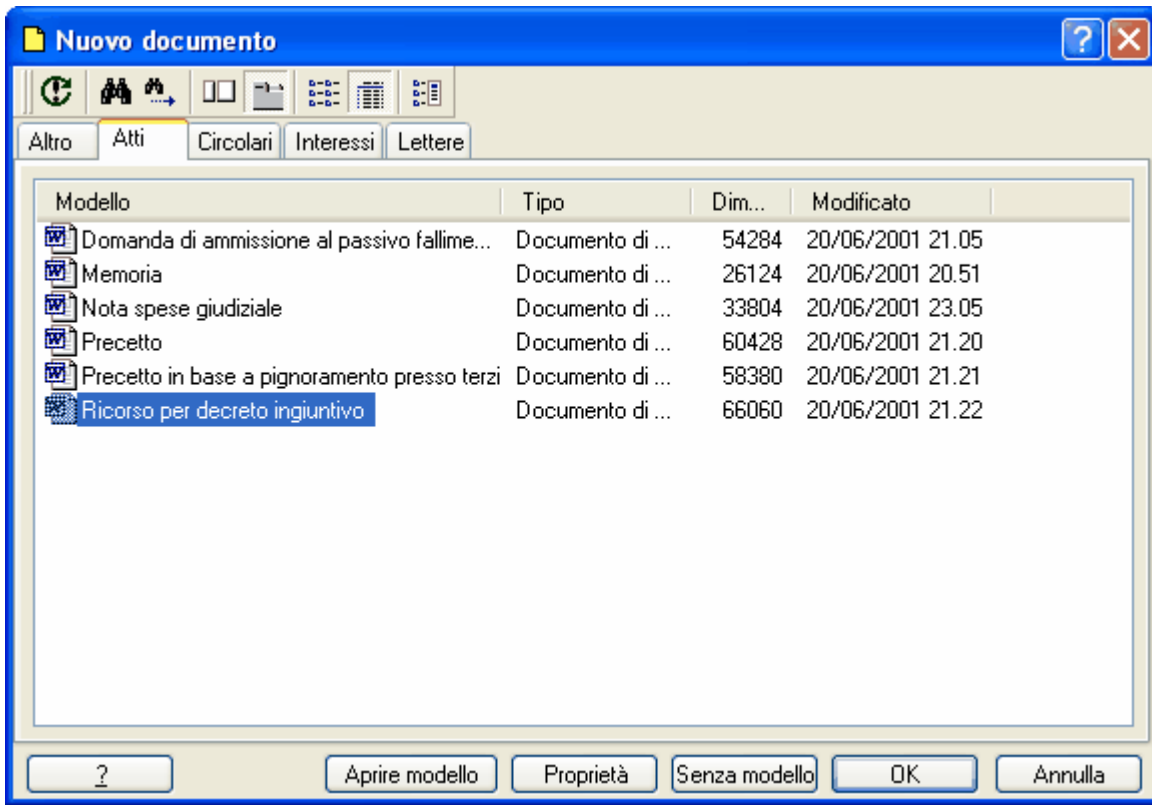 Nuovo documento
Altro Atti Circolari Interessi Lettere
Modello Tipo Dim... Modificato
Domanda di ammissione al passivo fallime... Documento di ... 54284 20/06/2001 21.05
Memoria Documento di ... 26124 20/06/2001 20.51
Nota spese giudiziale Documento di ... 33804 20/06/2001 23.05
Precetto Documento di ... 60428 20/06/2001 21.20
Precetto in base a pignoramento presso terzi Documento di ... 58380 20/06/2001 21.21
Ricorso per decreto ingiuntivo Documento di ... 66060 20/06/2001 21.22
? Aprire modello Proprietà Senza modello OK Annulla